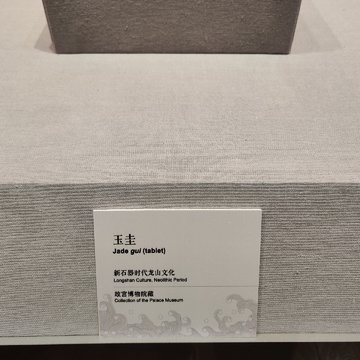 玉圭
Jade gui (tablet)
新石器时代龙山文化
Longshan Culture, Neolithic Period
故宫博物院藏
Collection of the Palace Museum